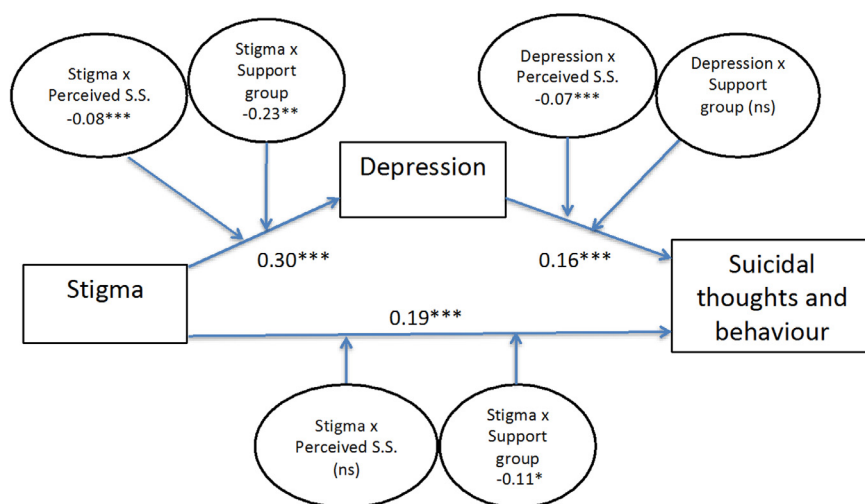 Stigma x
Perceived S.S.
-0.08***
Stigma x
Support
group
-0.23**
Depression x
Perceived S.S.
-0.07***
Depression x
Support
group (ns)
Depression
0.30***
0.16***
Stigma
0.19***
Suicidal
thoughts and
behaviour
Stigma x
Perceived S.S.
(ns)
Stigma x
Support
group
-0.11*